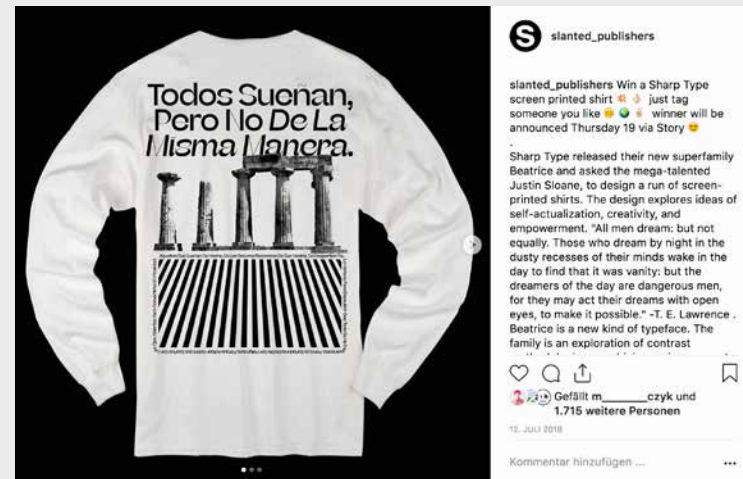 Todos Sueñan,
Pero No De La
Misma Manera.
slanted_publishers
slanted_publishers Win a Sharp Type
screen printed shirt just tag
someone you like winner will be
announced Thursday 19 via Story
.
Sharp Type released their new superfamily
Beatrice and asked the mega-talented
Justin Sloane, to design a run of screen-
printed shirts. The design explores ideas of
self-actualization, creativity, and
empowerment. "All men dream: but not
equally. Those who dream by night in the
dusty recesses of their minds wake in the
day to find that it was vanity: but the
dreamers of the day are dangerous men,
for they may act their dreams with open
eyes, to make it possible." -T. E. Lawrence .
Beatrice is a new kind of typeface. The
family is an exploration of contrast
Gefällt m________czyk und
1.715 weitere Personen
12. JULI 2018
Kommentar hinzufügen ...